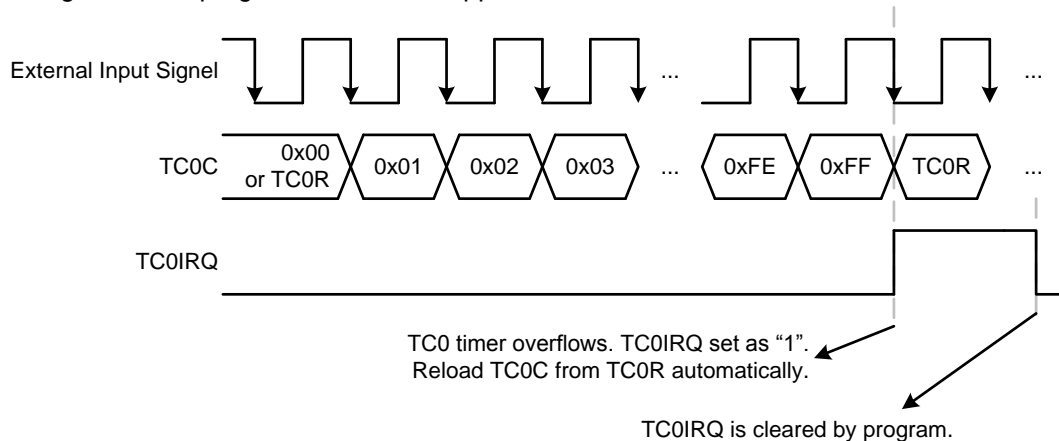 External Input Signel
...
...
TC0C
0x00
or TC0R
0x01
0x02
0x03
...
0xFE
0xFF
TC0R
...
TC0IRQ
TC0 timer overflows. TC0IRQ set as “1”.
Reload TC0C from TC0R automatically.
TC0IRQ is cleared by program.